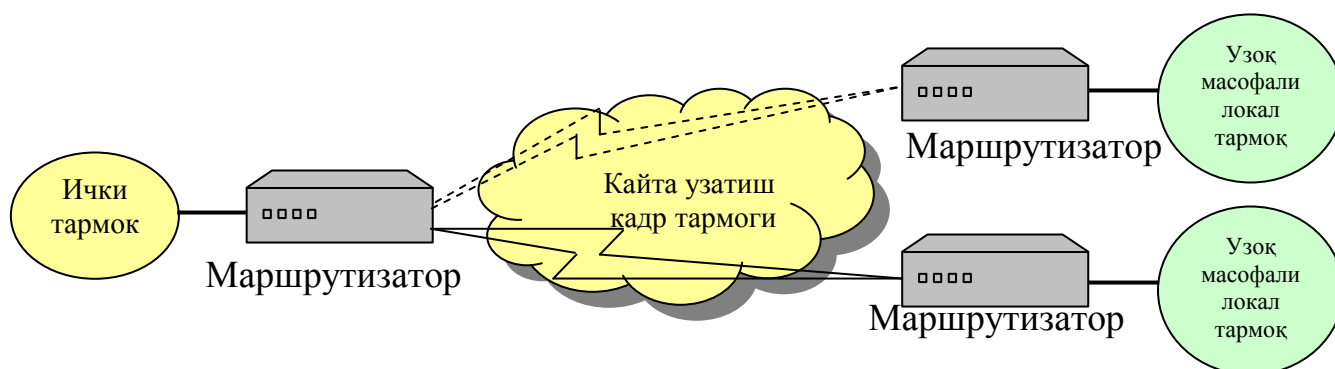 Узоқ
масофали
локал
тармоқ
Маршрутизатор
Ички
тармок
Маршрутизатор
Кайта узатиш
кадр тармоги
Узоқ
масофали
локал
тармоқ
Маршрутизатор